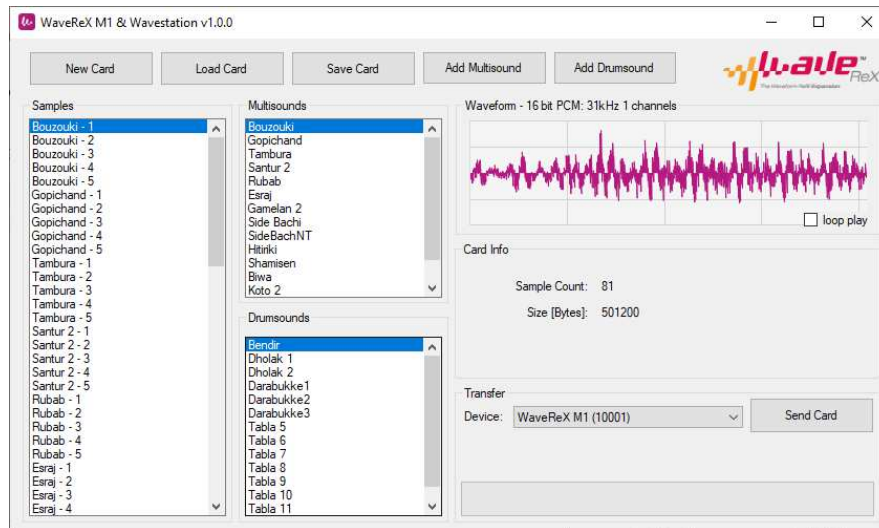 WaveReX M1 & Wavestation v1.0.0
New Card
Load Card
Save Card
Add Multisound
Add Drumsound
wave™
ReX
Samples
Bouzouki - 1
Bouzouki - 2
Bouzouki - 3
Bouzouki - 4
Bouzouki - 5
Gopichand - 1
Gopichand - 2
Gopichand - 3
Gopichand - 4
Gopichand - 5
Tambura - 1
Tambura - 2
Tambura - 3
Tambura - 4
Tambura - 5
Santur 2 - 1
Santur 2 - 2
Santur 2 - 3
Santur 2 - 4
Santur 2 - 5
Rubab - 1
Rubab - 2
Rubab - 3
Rubab - 4
Rubab - 5
Esraj - 1
Esraj - 2
Esraj - 3
Esraj - 4
Multisounds
Bouzouki
Gopichand
Tambura
Santur 2
Rubab
Esraj
Gamelan 2
Side Bachi
SideBachNT
Hitiriki
Shamisen
Biwa
Koto 2
Drumsounds
Bendir
Dholak 1
Dholak 2
Darabukke1
Darabukke2
Darabukke3
Tabla 5
Tabla 6
Tabla 7
Tabla 8
Tabla 9
Tabla 10
Tabla 11
Waveform - 16 bit PCM: 31kHz 1 channels
loop play
Card Info
Sample Count: 81
Size [Bytes]: 501200
Transfer
Device: WaveReX M1 (10001)
Send Card